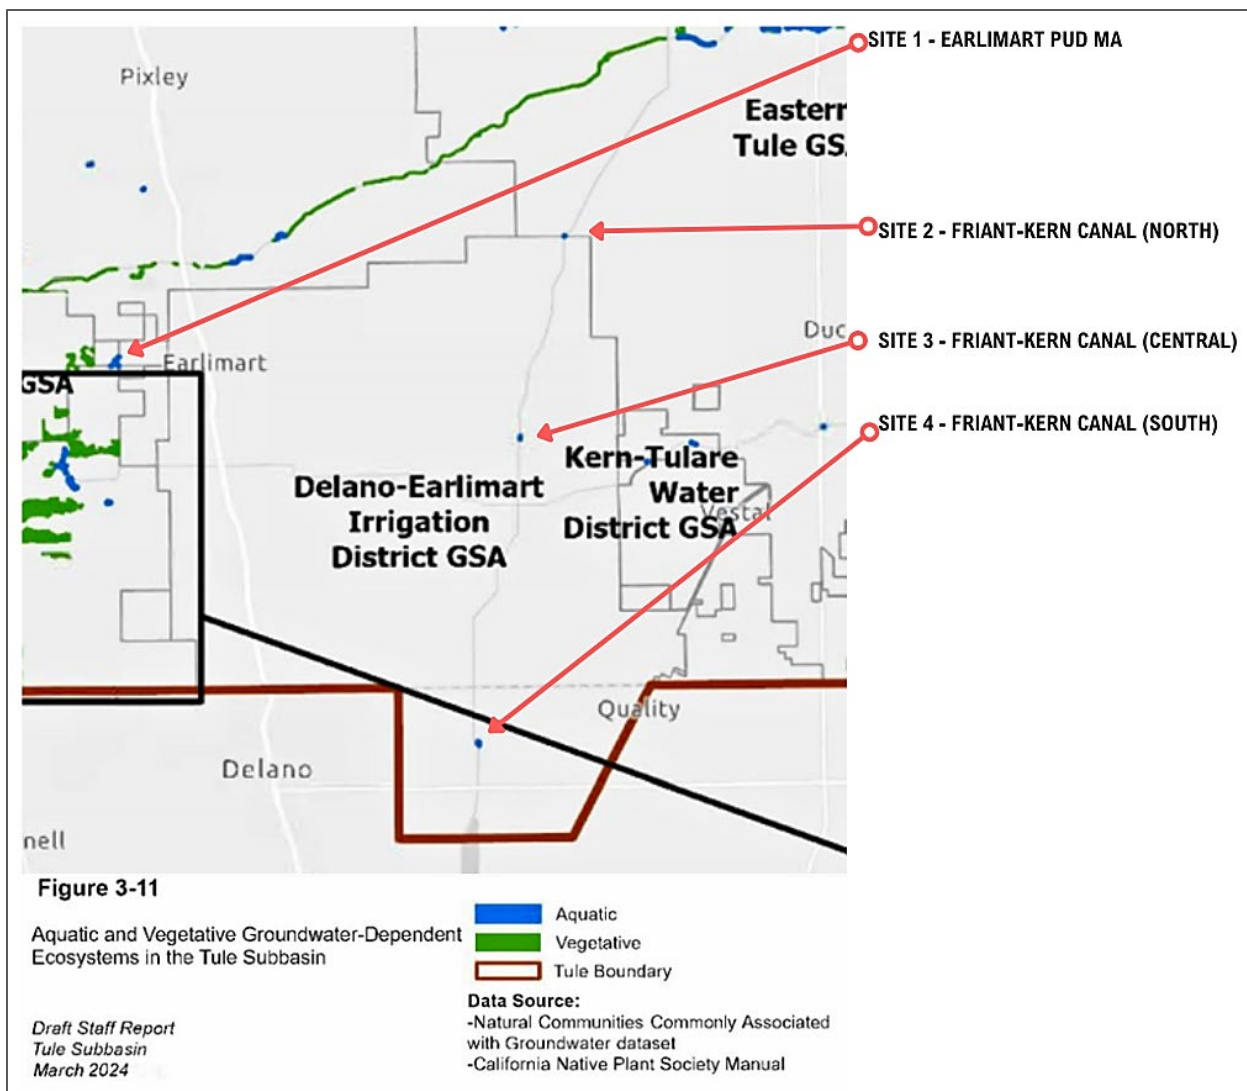 SITE 1 - EARLIMART PUD MA
Pixley
Eastern
Tule GS
SITE 2 - FRIANT-KERN CANAL (NORTH)
Duc
SITE 3 - FRIANT-KERN CANAL (CENTRAL)
Earlimart
GSA
SITE 4 - FRIANT-KERN CANAL (SOUTH)
Kern-Tulare
Water
District GSA
Vestal
Delano-Earlimart
Irrigation
District GSA
Quality
Delano
nell
Figure 3-11
Aquatic and Vegetative Groundwater-Dependent
Ecosystems in the Tule Subbasin
Draft Staff Report
Tule Subbasin
March 2024
Aquatic
Vegetative
Tule Boundary
Data Source:
-Natural Communities Commonly Associated
with Groundwater dataset
-California Native Plant Society Manual